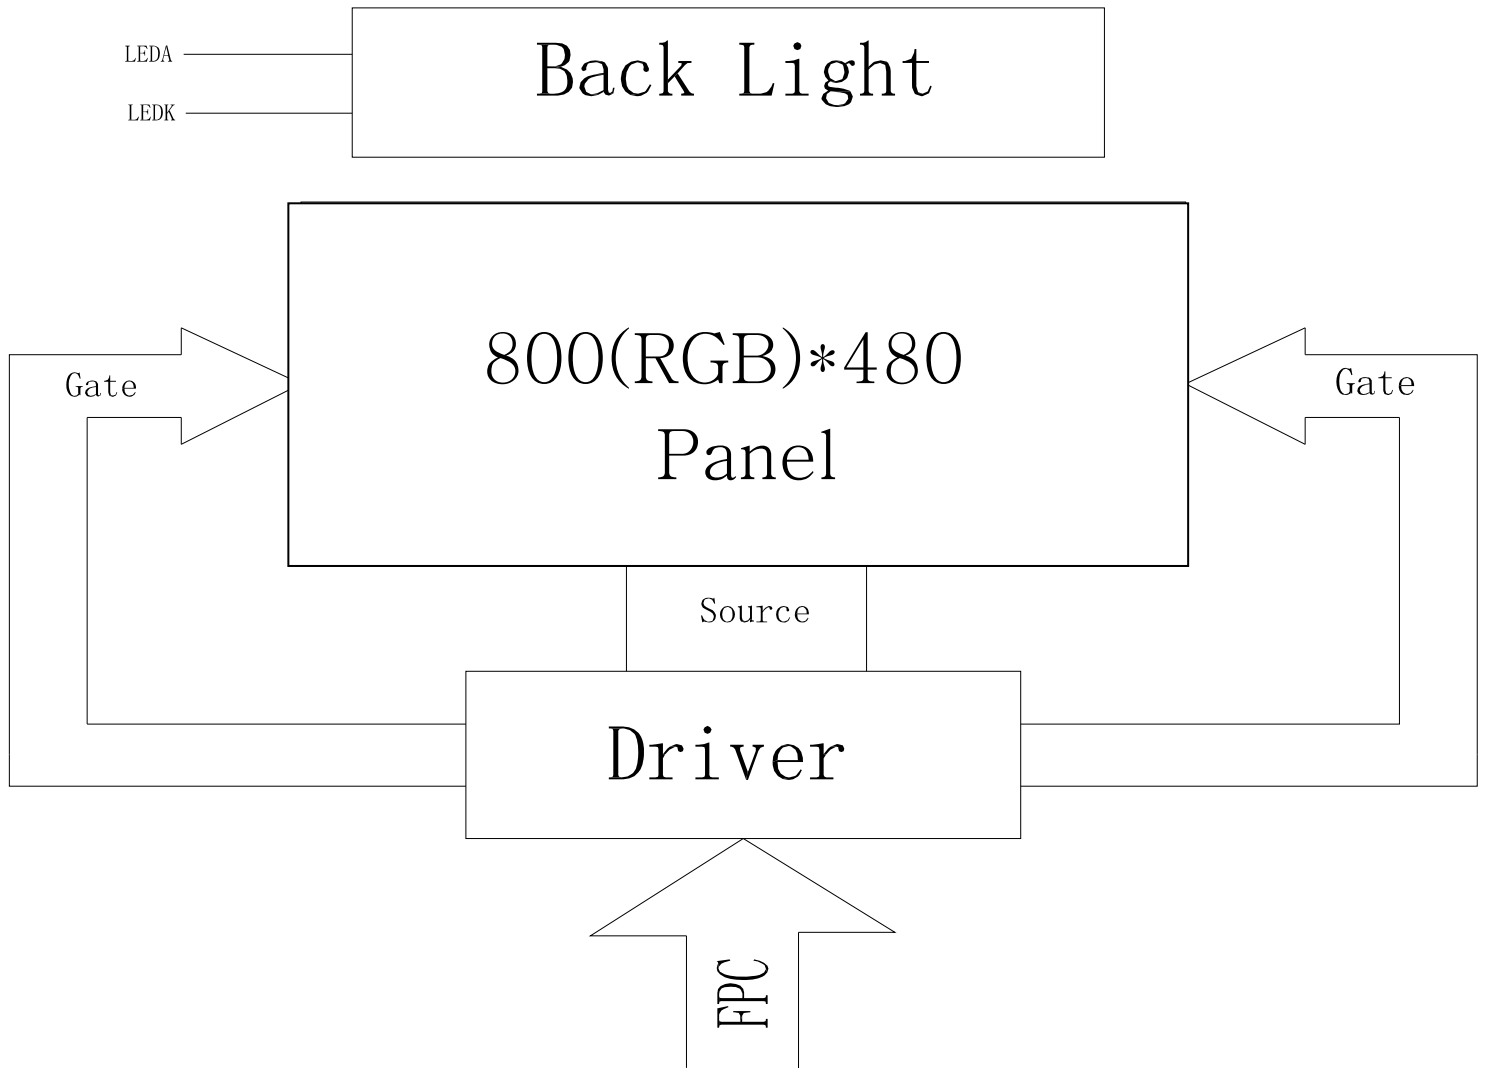 LEDA
Back Light
LEDK
800(RGB)*480
Panel
Gate
Gate
Source
Driver
FPC